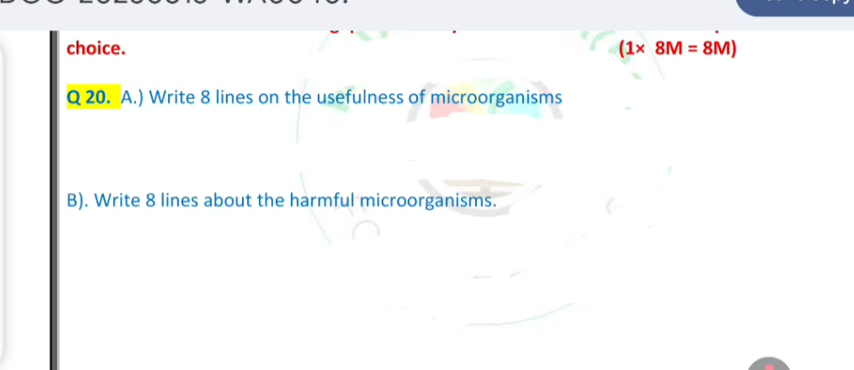 choice.
(1× 8M = 8M)
Q 20. A.) Write 8 lines on the usefulness of microorganisms
B). Write 8 lines about the harmful microorganisms.